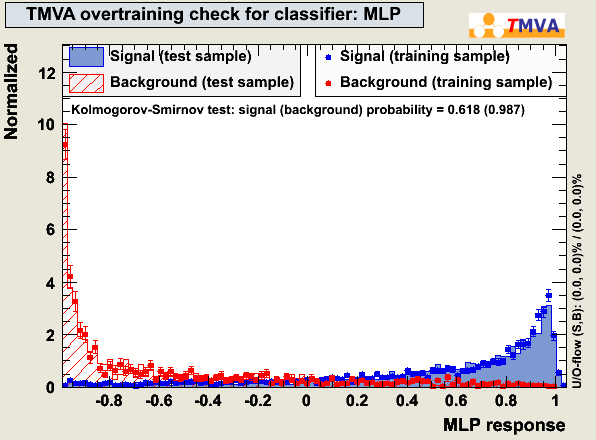 TMVA overtraining check for classifier: MLP
TMVA
Normalized
Signal (test sample)
Background (test sample)
Signal (training sample)
Background (training sample)
Kolmogorov-Smirnov test: signal (background) probability = 0.618 (0.987)
12
10
8
6
4
2
0
-0.8 -0.6 -0.4 -0.2 0 0.2 0.4 0.6 0.8 1
MLP response
U/O-flow (S,B): (0.0, 0.0)% / (0.0, 0.0)%